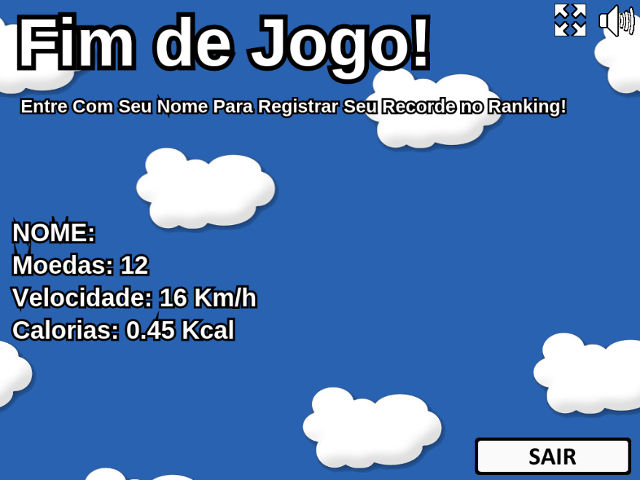 Fim de Jogo!
Entre Com Seu Nome Para Registrar Seu Recorde no Ranking!
NOME:
Moedas: 12
Velocidade: 16 Km/h
Calorias: 0.45 Kcal
SAIR